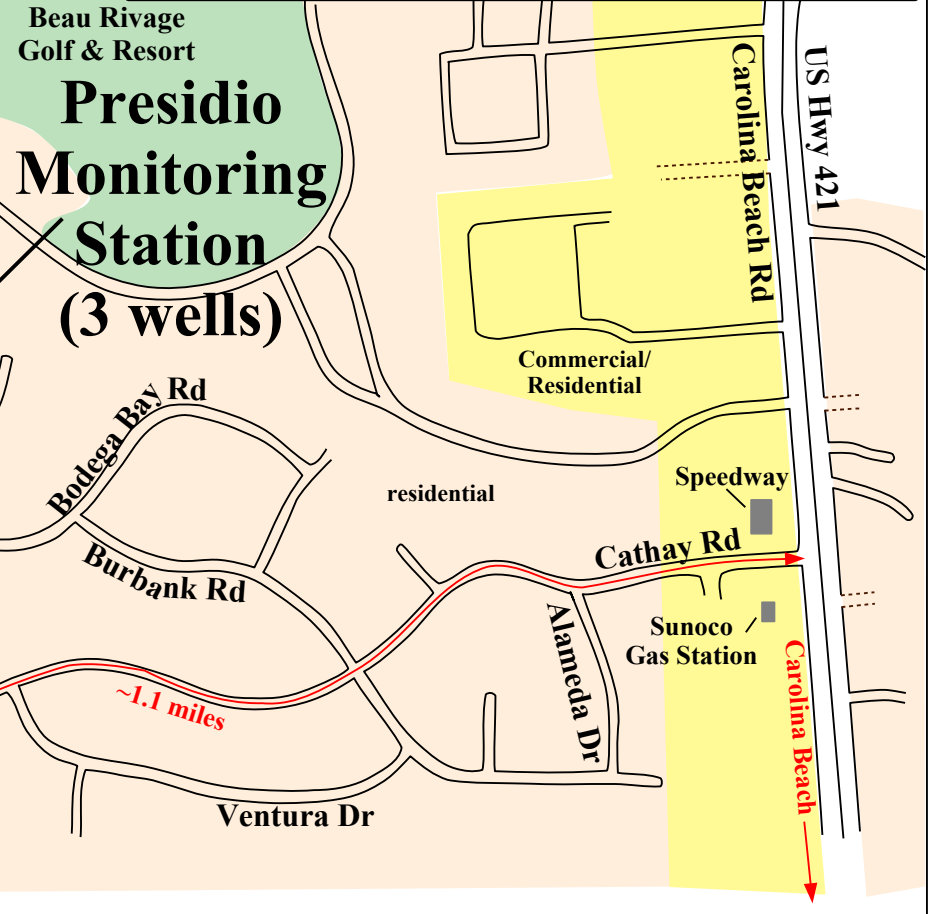 Beau Rivage
Golf & Resort
Presidio
Monitoring
Station
(3 wells)
Carolina Beach Rd
US Hwy 421
Commercial/
Residential
Bodega Bay Rd
residential
Speedway
Cathay Rd
Burbank Rd
Alameda Dr
Sunoco
Gas Station
~1.1 miles
Carolina Beach
Ventura Dr